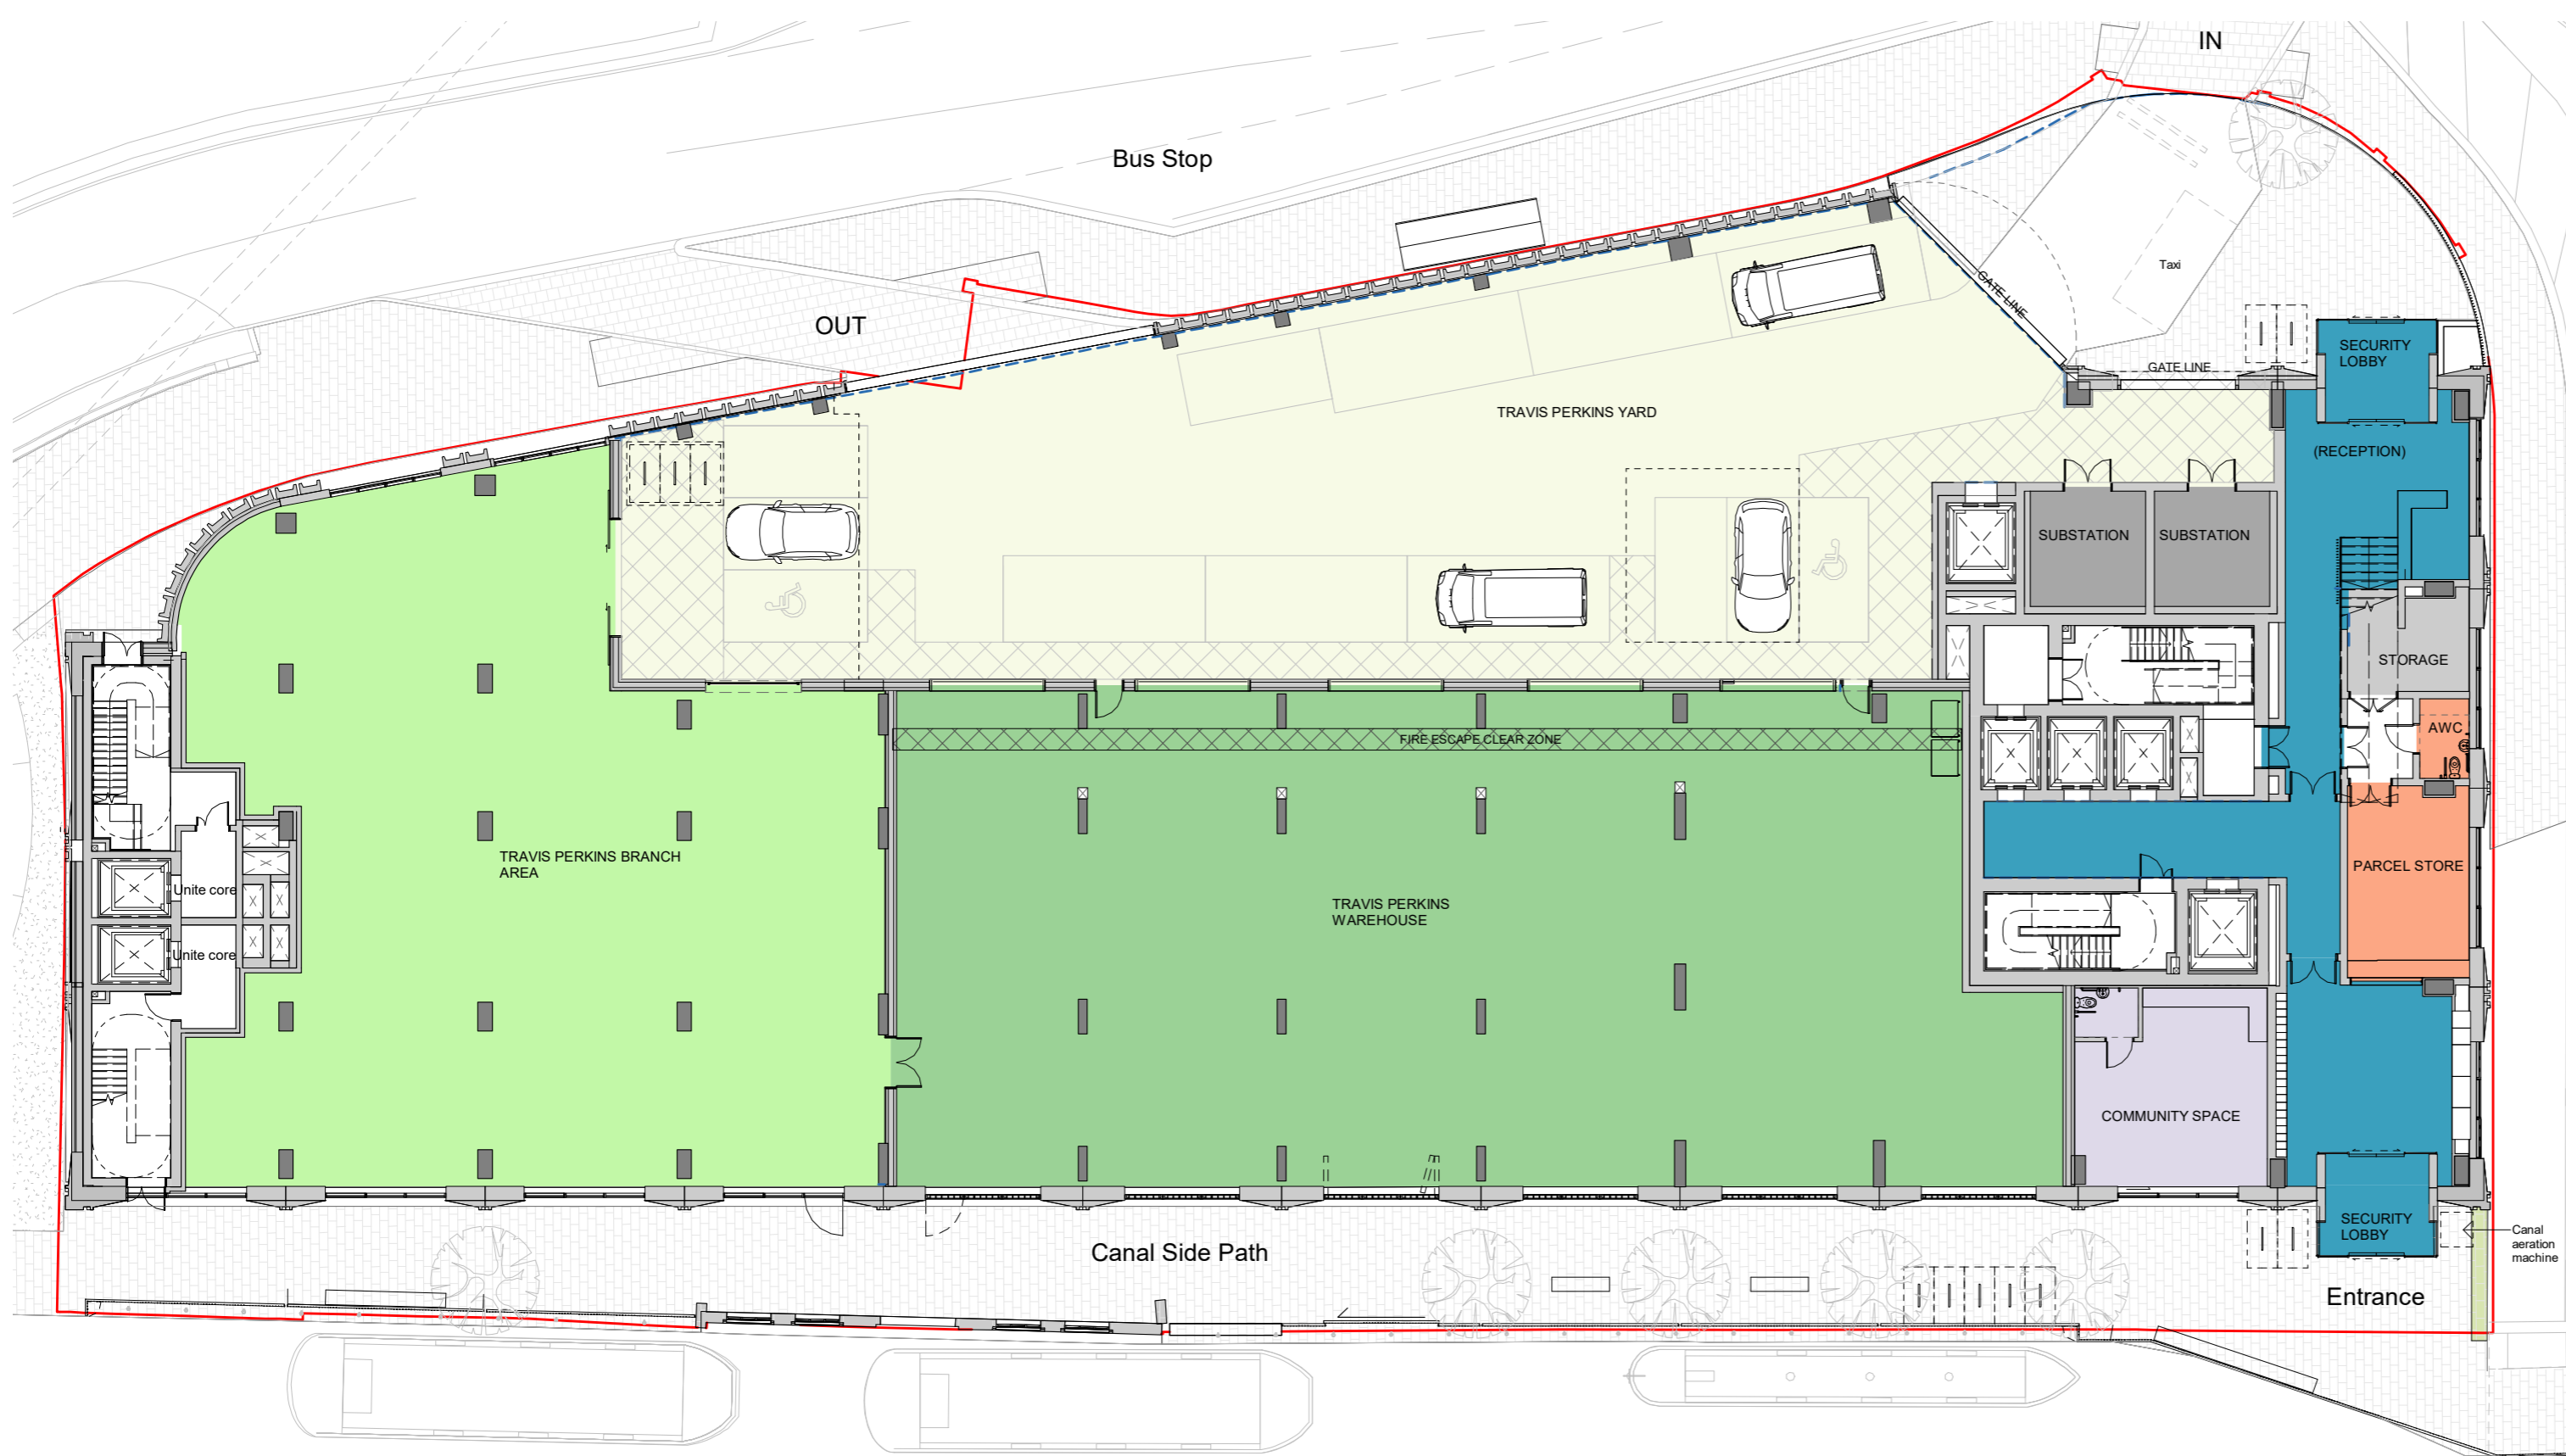 IN
Bus Stop
Taxi
GATE LINE
OUT
SECURITY
LOBBY
GATE LINE
TRAVIS PERKINS YARD
(RECEPTION)
SUBSTATION
SUBSTATION
STORAGE
AWC
FIRE ESCAPE CLEAR ZONE
TRAVIS PERKINS BRANCH
AREA
PARCEL STORE
Unite core
TRAVIS PERKINS
WAREHOUSE
Unite core
COMMUNITY SPACE
SECURITY
LOBBY
Canal
aeration
machine
Canal Side Path
Entrance